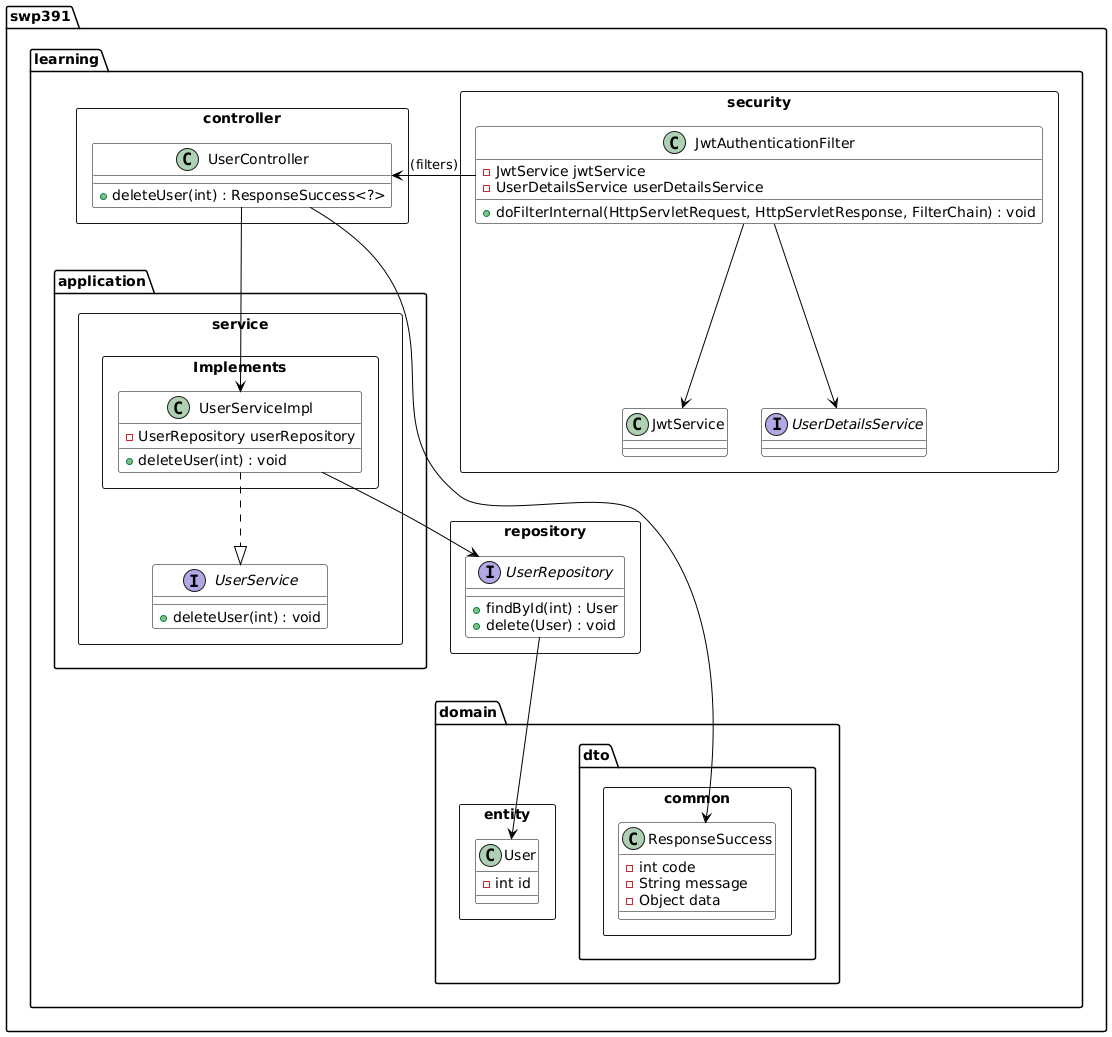 swp391
learning
controller
C UserController
deleteUser(int) : ResponseSuccess<?>
(filters)
security
C JwtAuthenticationFilter
JwtService jwtService
UserDetailsService userDetailsService
doFilterInternal(HttpServletRequest, HttpServletResponse, FilterChain) : void
C JwtService
I UserDetailsService
application
service
Implements
C UserServiceImpl
UserRepository userRepository
deleteUser(int) : void
I UserService
deleteUser(int) : void
repository
I UserRepository
findById(int) : User
delete(User) : void
domain
entity
C User
int id
dto
common
C ResponseSuccess
int code
String message
Object data